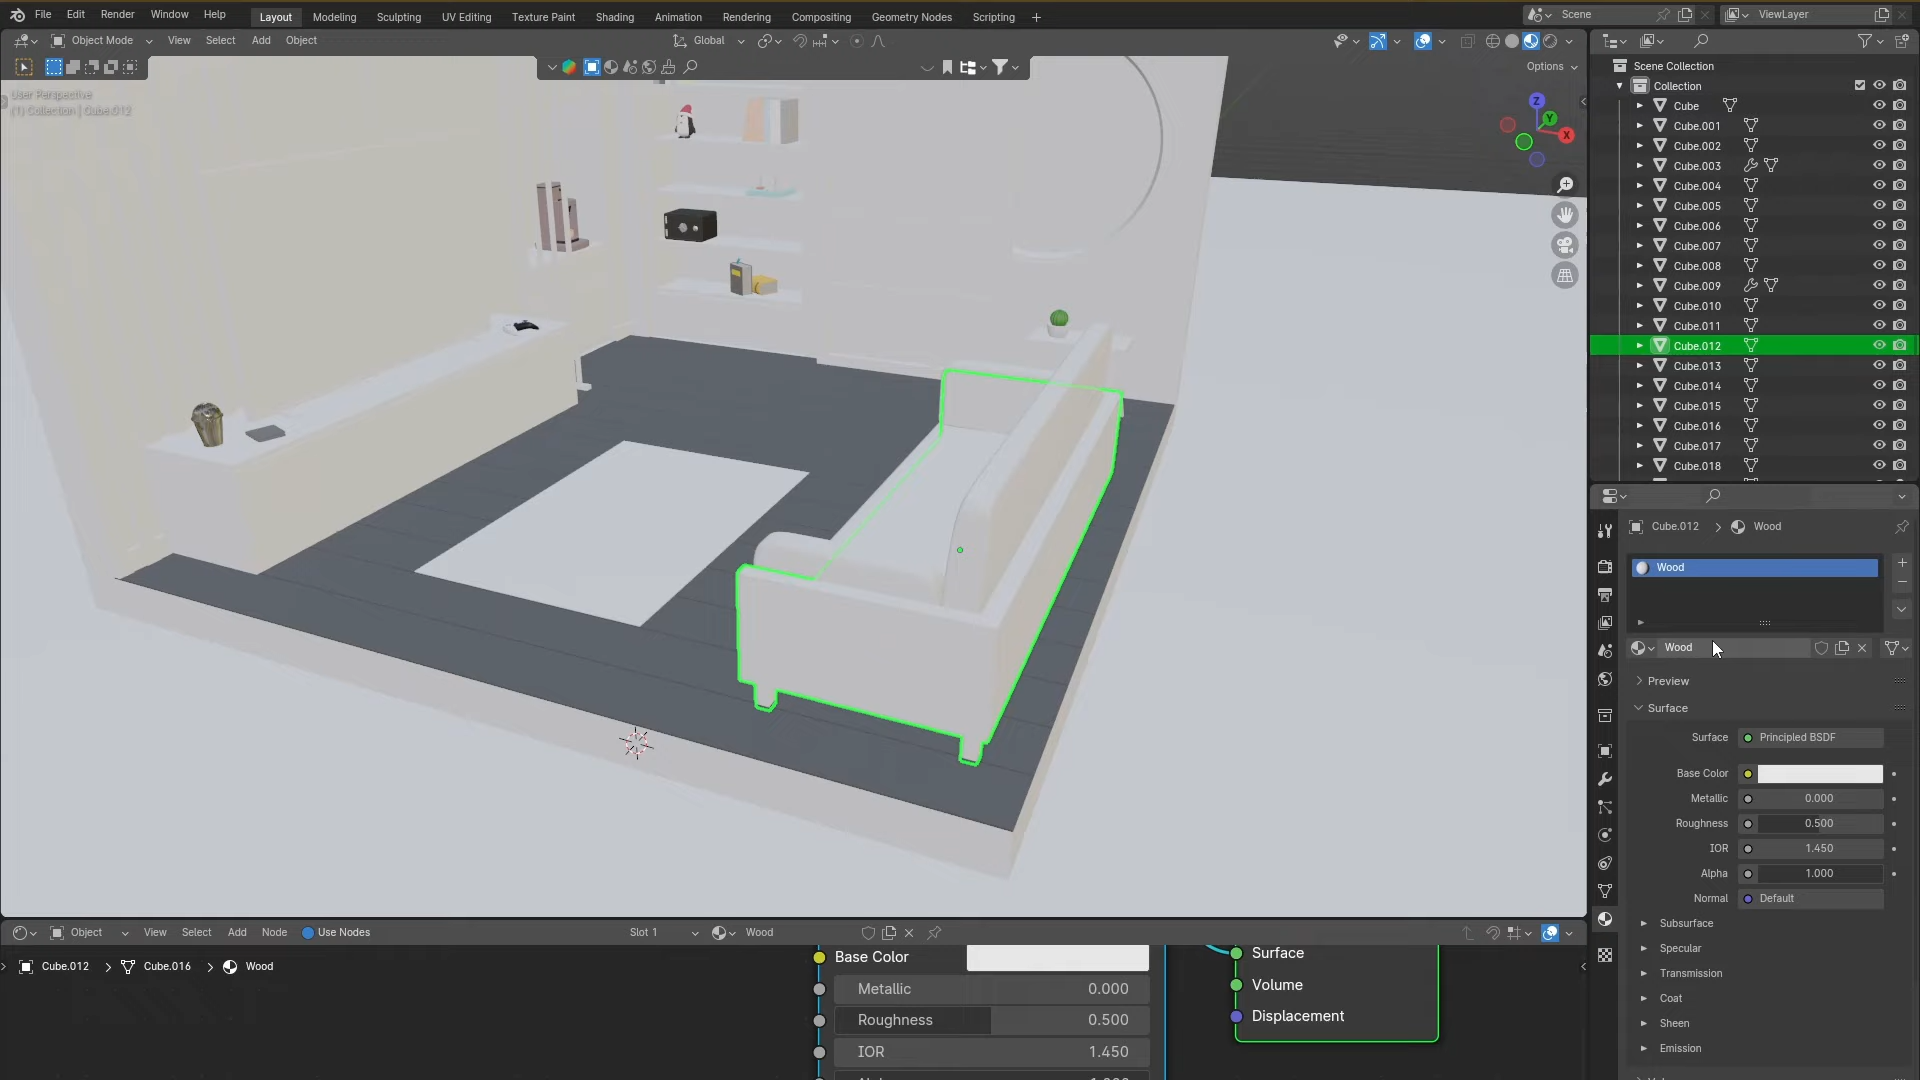 File Edit Render Window Help Layout Modeling Sculpting UV Editing Texture Paint Shading Animation Rendering Compositing Geometry Nodes Scripting + Scene ViewLayer
Object Mode View Select Add Object Global
Options
User Perspective
(1) Collection | Cube.012
Z
Y
X
Scene Collection
Collection
Cube
Cube.001
Cube.002
Cube.003
Cube.004
Cube.005
Cube.006
Cube.007
Cube.008
Cube.009
Cube.010
Cube.011
Cube.012
Cube.013
Cube.014
Cube.015
Cube.016
Cube.017
Cube.018
Cube.012 > Wood
Wood
Wood
Preview
Surface
Surface Principled BSDF
Base Color
Metallic 0.000
Roughness 0.500
IOR 1.450
Alpha 1.000
Normal Default
Subsurface
Specular
Transmission
Coat
Sheen
Emission
Object View Select Add Node Use Nodes Slot 1 Wood
Cube.012 > Cube.016 > Wood
Base Color
Metallic 0.000
Roughness 0.500
IOR 1.450
Surface
Volume
Displacement